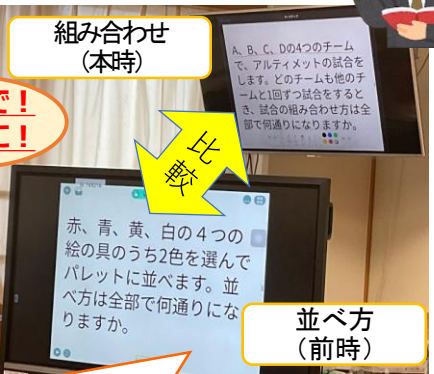 組み合わせ
（本時）
A、B、C、Dの4つのチーム
で、アルティメットの試合を
します。どのチームも他のチ
ームと1回ずつ試合をすると
き、試合の組み合わせ方は全
部で何通りになりますか。
で！
に！
比較
赤、青、黄、白の４つの
絵の具のうち2色を選んで
パレットに並べます。並
べ方は全部で何通りにな
りますか。
並べ方
（前時）